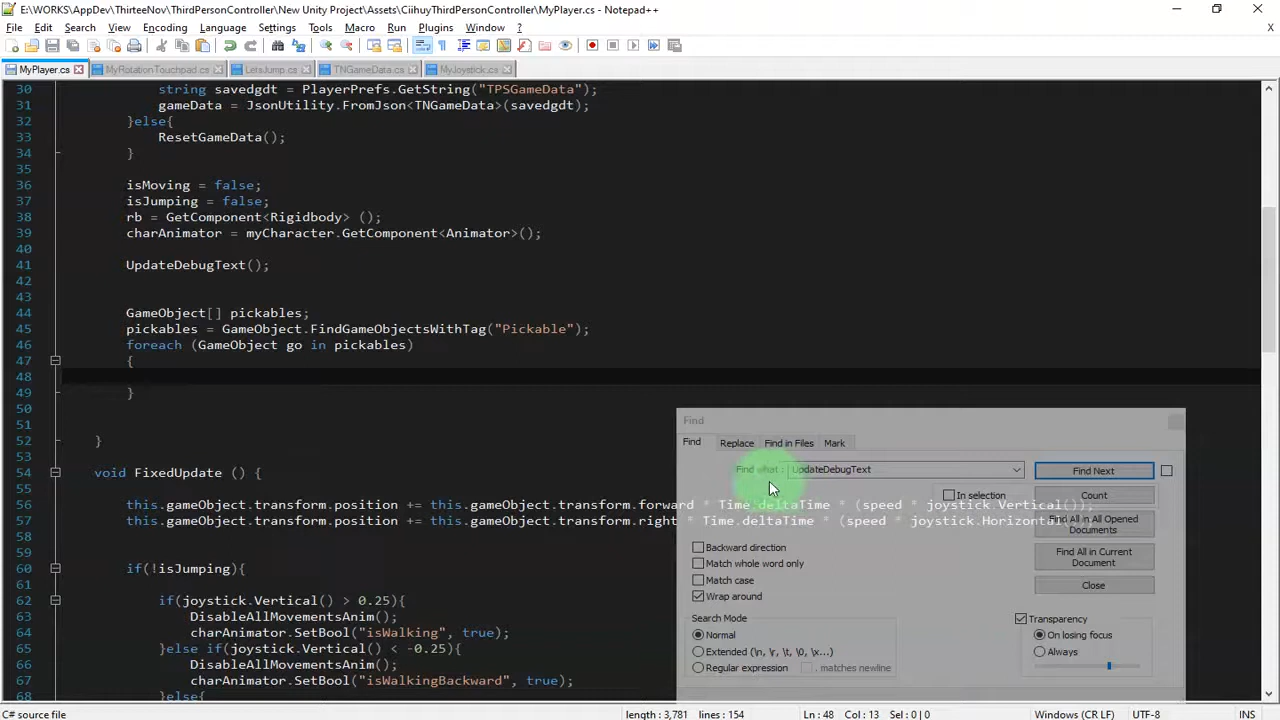 E:\WORKS\AppDev\ThirteeNov\ThirdPersonController\New Unity Project\Assets\CiihuyThirdPersonController\MyPlayer.cs - Notepad++
File Edit Search View Encoding Language Settings Tools Macro Run Plugins Window ? X
MyPlayer.cs MyRotationTouchpad.cs LetsJump.cs TNGameData.cs MyJoystick.cs
30 string savedgdt = PlayerPrefs.GetString("TPSGameData");
31 gameData = JsonUtility.FromJson<TNGameData>(savedgdt);
32 }else{
33 ResetGameData();
34 }
35
36 isMoving = false;
37 isJumping = false;
38 rb = GetComponent<Rigidbody> ();
39 charAnimator = myCharacter.GetComponent<Animator>();
40
41 UpdateDebugText();
42
43
44 GameObject[] pickables;
45 pickables = GameObject.FindGameObjectsWithTag("Pickable");
46 foreach (GameObject go in pickables)
47 {
48
49 }
50
51
52 }
53
54 void FixedUpdate () {
55
56 this.gameObject.transform.position += this.gameObject.transform.forward * Time.deltaTime * (speed * joystick.Vertical());
57 this.gameObject.transform.position += this.gameObject.transform.right * Time.deltaTime * (speed * joystick.Horizontal
58
59
60 if(!isJumping){
61
62 if(joystick.Vertical() > 0.25){
63 DisableAllMovementsAnim();
64 charAnimator.SetBool("isWalking", true);
65 }else if(joystick.Vertical() < -0.25){
66 DisableAllMovementsAnim();
67 charAnimator.SetBool("isWalkingBackward", true);
68 }else{
Find
Find Replace Find in Files Mark
Find what : UpdateDebugText Find Next
In selection Count
Find All in All Opened Documents
Find All in Current Document
Close
Backward direction
Match whole word only
Match case
Wrap around
Search Mode
Normal
Extended (\n, \r, \t, \0, \x...)
Regular expression . matches newline
Transparency
On losing focus
Always
C# source file length : 3,781 lines : 154 Ln : 48 Col : 13 Sel : 0 | 0 Windows (CR LF) UTF-8 INS